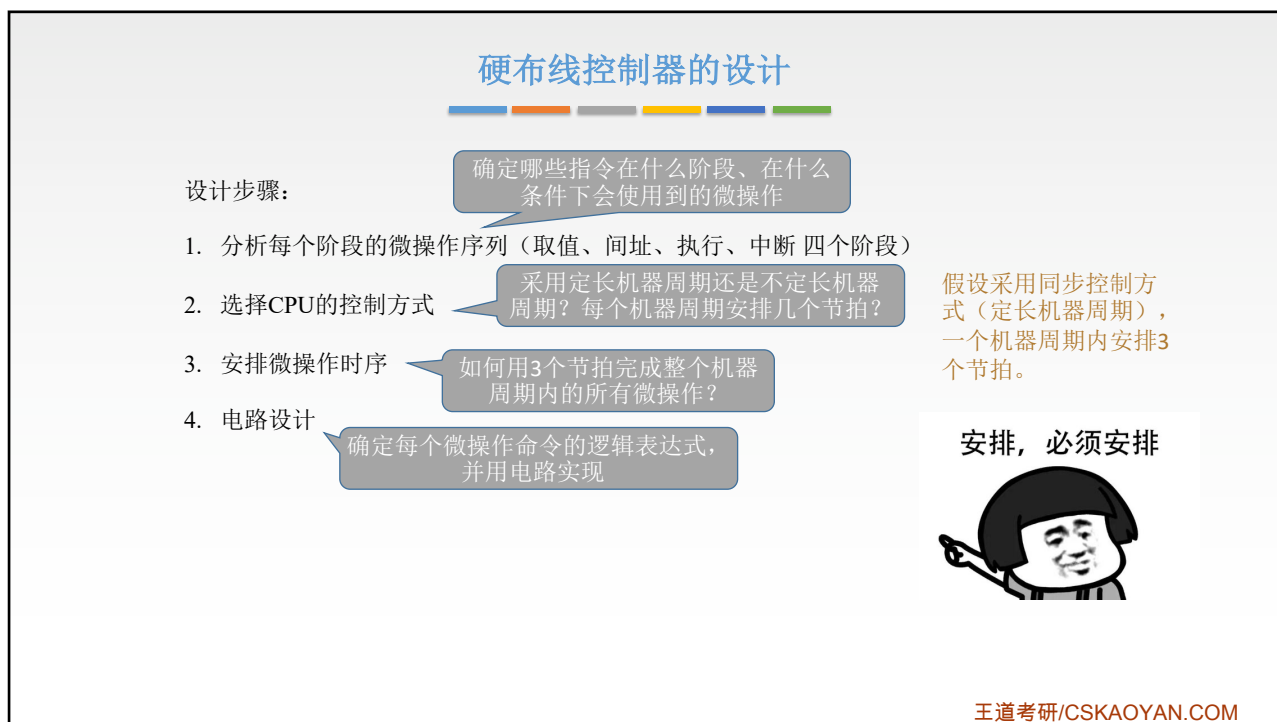 硬布线控制器的设计
设计步骤：
确定哪些指令在什么阶段、在什么
条件下会使用到的微操作
1. 分析每个阶段的微操作序列（取值、间址、执行、中断 四个阶段）
2. 选择CPU的控制方式
采用定长机器周期还是不定长机器
周期？每个机器周期安排几个节拍？
假设采用同步控制方
式（定长机器周期），
一个机器周期内安排3
个节拍。
3. 安排微操作时序
如何用3个节拍完成整个机器
周期内的所有微操作？
4. 电路设计
确定每个微操作命令的逻辑表达式，
并用电路实现
安排，必须安排
王道考研/CSKAOYAN.COM